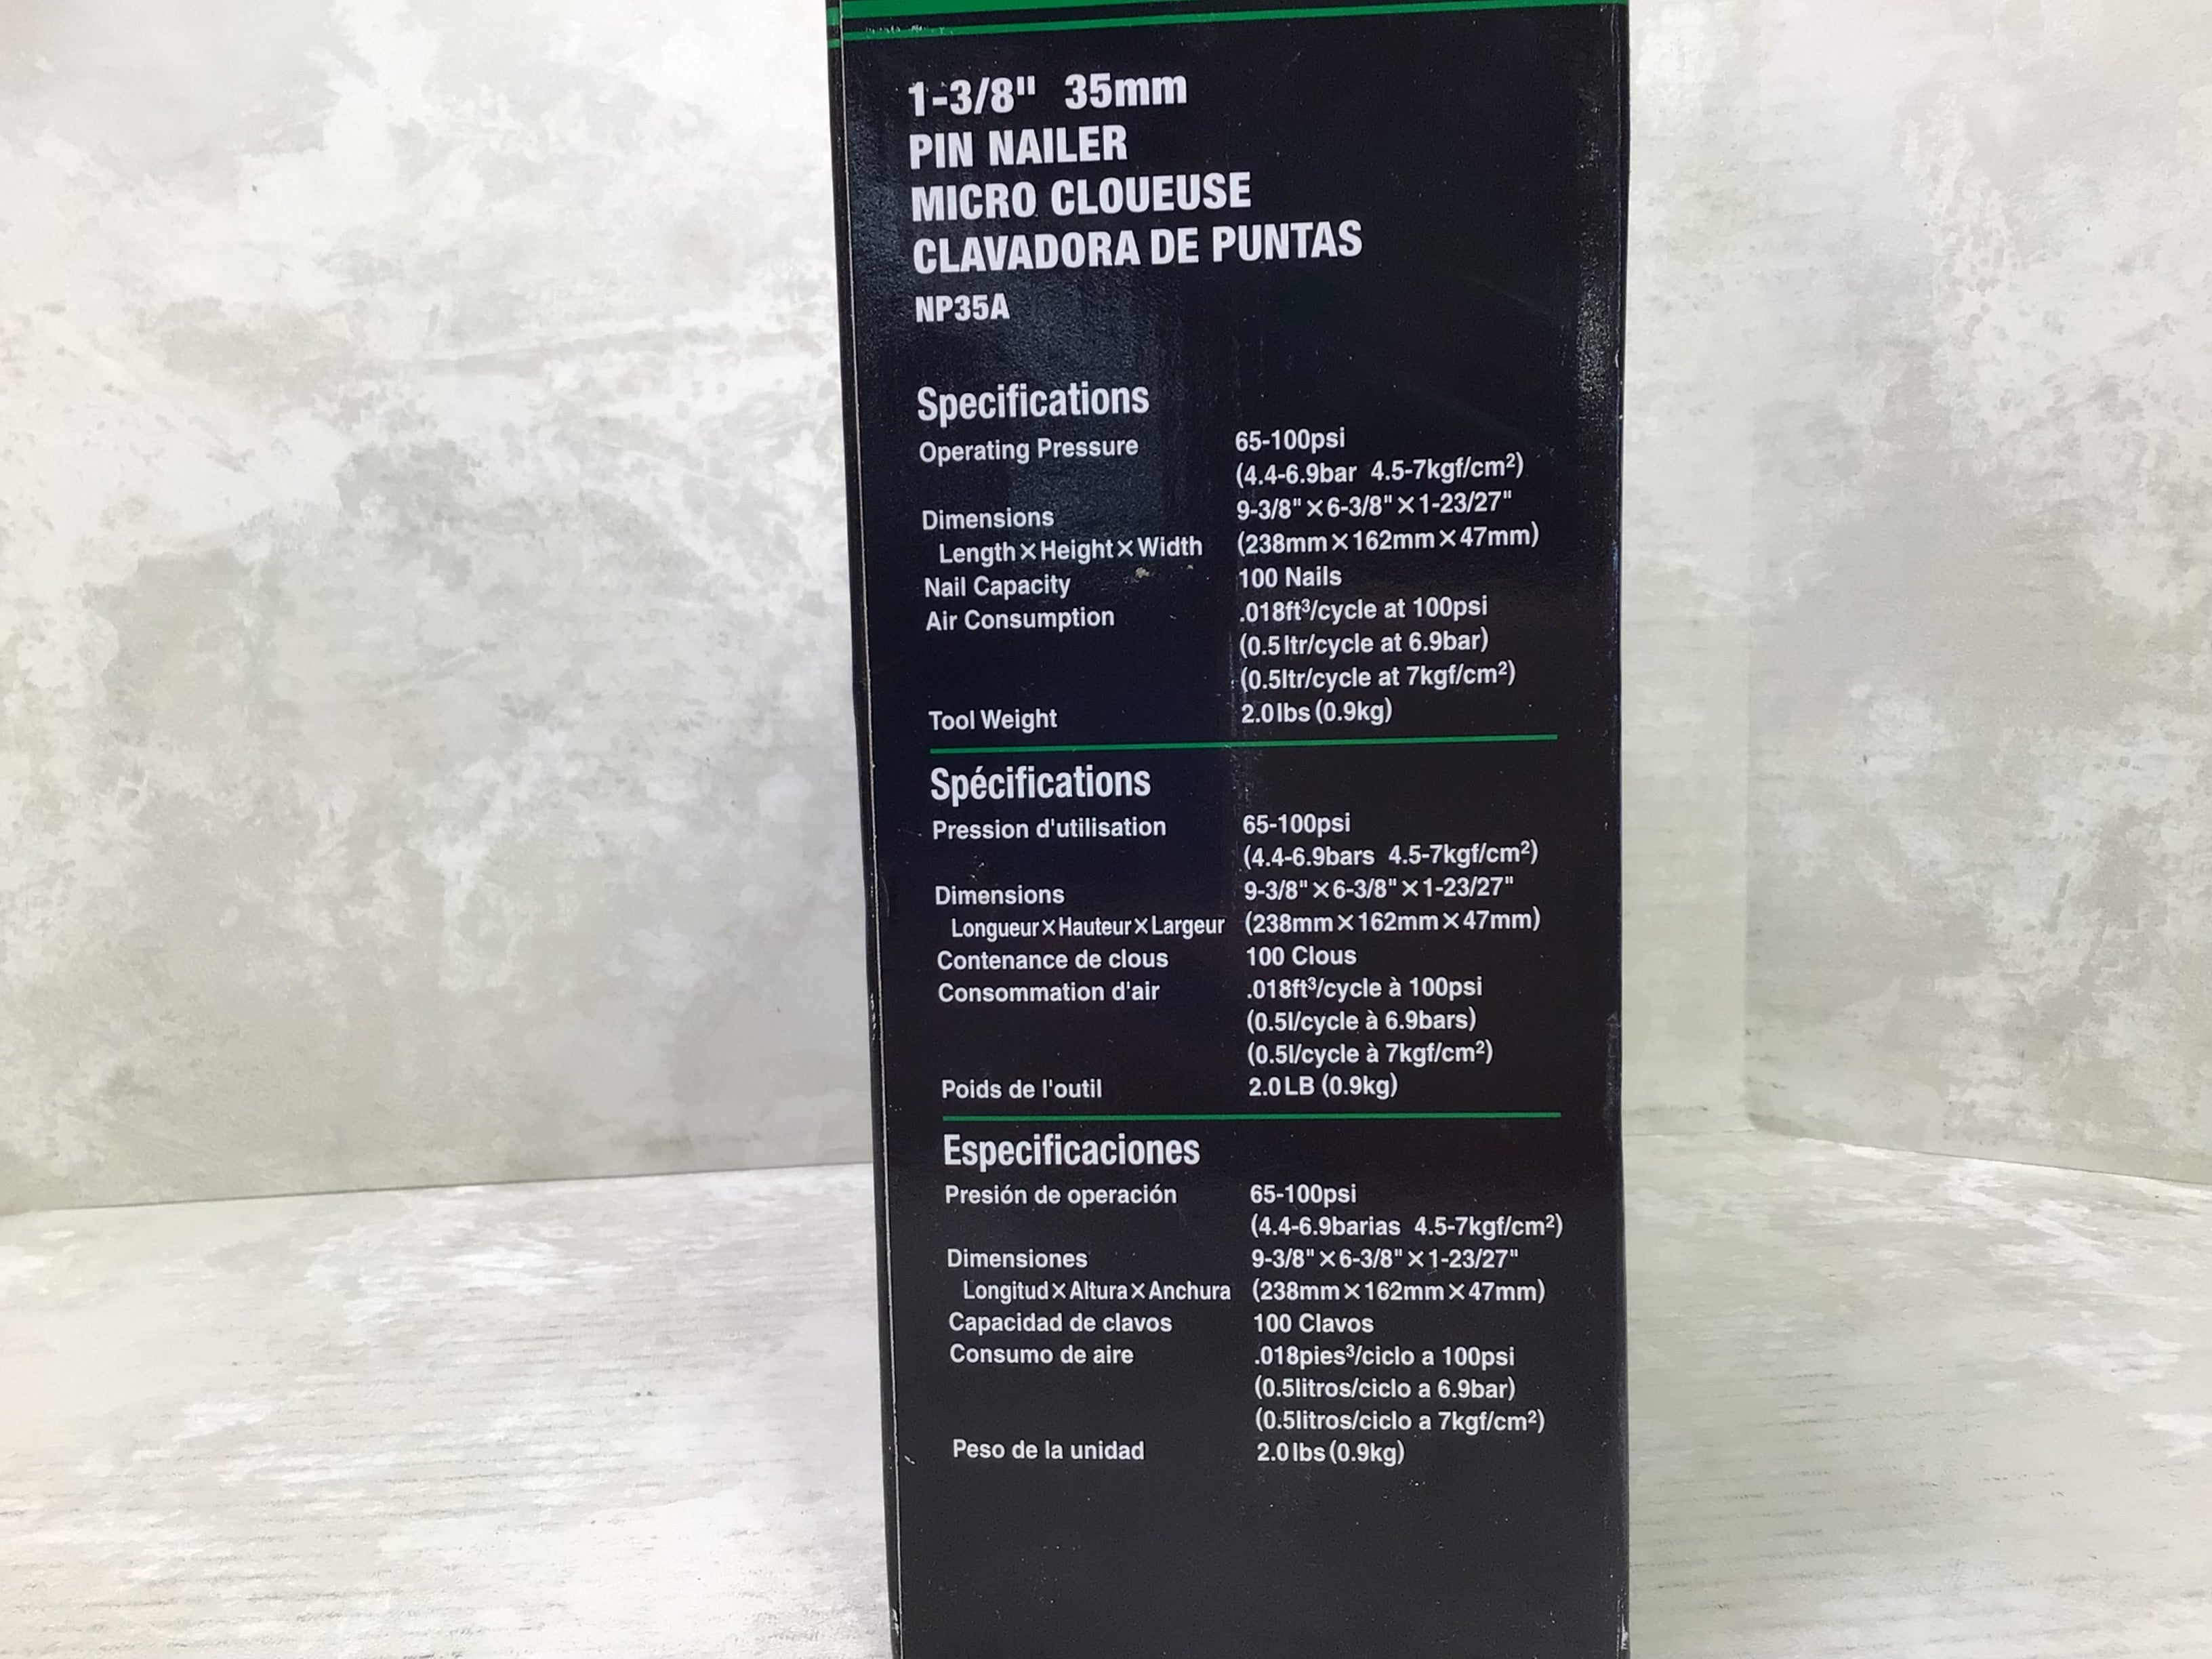 1-3/8" 35mm
PIN NAILER
MICRO CLOUEUSE
CLAVADORA DE PUNTAS
NP35A
Specifications
Operating Pressure 65-100psi
(4.4-6.9bar 4.5-7kgf/cm²)
Dimensions 9-3/8"×6-3/8"×1-23/27"
Length×Height×Width (238mm×162mm×47mm)
Nail Capacity 100 Nails
Air Consumption .018ft³/cycle at 100psi
(0.5 ltr/cycle at 6.9bar)
(0.5ltr/cycle at 7kgf/cm²)
Tool Weight 2.0 lbs (0.9kg)
Spécifications
Pression d'utilisation 65-100psi
(4.4-6.9bars 4.5-7kgf/cm²)
Dimensions 9-3/8"×6-3/8"×1-23/27"
Longueur×Hauteur×Largeur (238mm×162mm×47mm)
Contenance de clous 100 Clous
Consommation d'air .018ft³/cycle à 100psi
(0.5l/cycle à 6.9bars)
(0.5l/cycle à 7kgf/cm²)
Poids de l'outil 2.0 LB (0.9kg)
Especificaciones
Presión de operación 65-100psi
(4.4-6.9barias 4.5-7kgf/cm²)
Dimensiones 9-3/8"×6-3/8"×1-23/27"
Longitud×Altura×Anchura (238mm×162mm×47mm)
Capacidad de clavos 100 Clavos
Consumo de aire .018pies³/ciclo a 100psi
(0.5litros/ciclo a 6.9bar)
(0.5litros/ciclo a 7kgf/cm²)
Peso de la unidad 2.0 lbs (0.9kg)